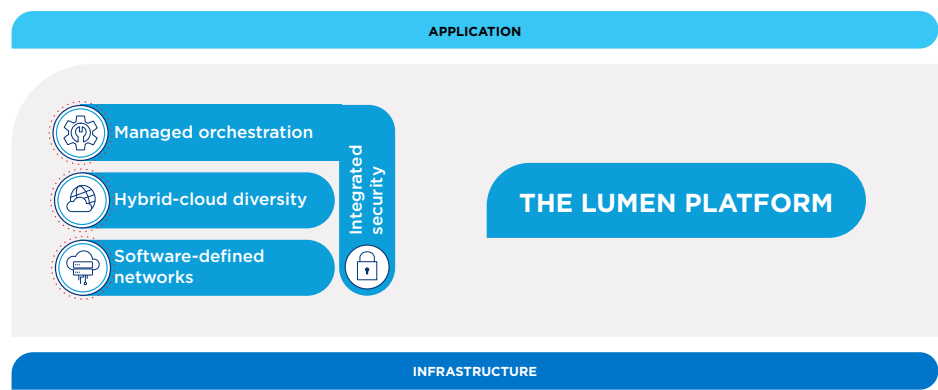 APPLICATION
Managed orchestration
Hybrid-cloud diversity
Software-defined
networks
Integrated
security
THE LUMEN PLATFORM
INFRASTRUCTURE